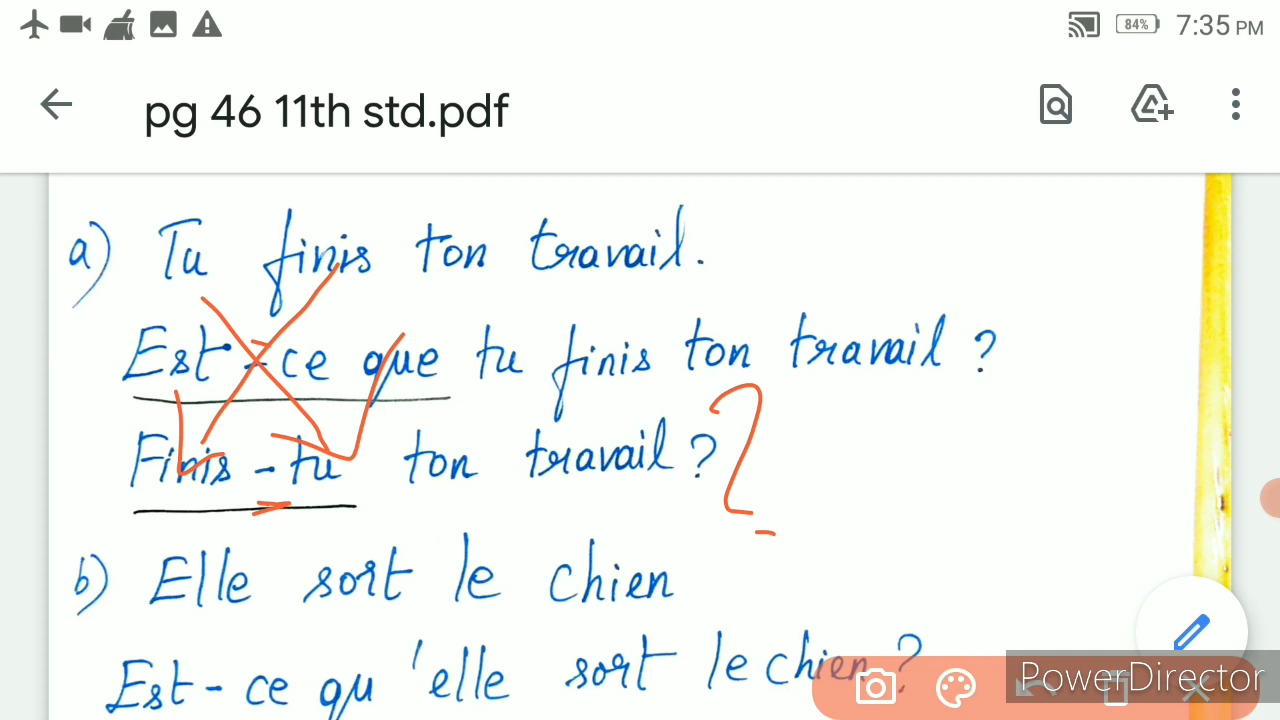 84% 7:35 PM
pg 46 11th std.pdf
a) Tu finis ton travail.
Est-ce que tu finis ton travail ?
Finis-tu ton travail ?
b) Elle sort le chien
Est-ce qu'elle sort le chien ?
PowerDirector